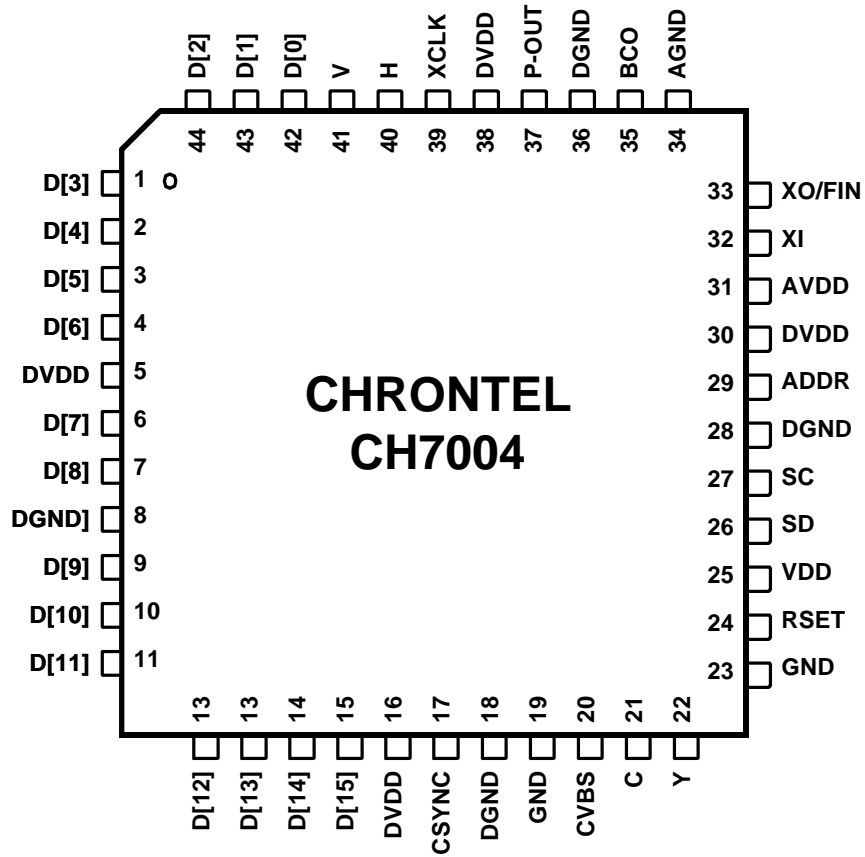 D[2]
D[1]
D[0]
V
H
XCLK
DVDD
P-OUT
DGND
BCO
AGND
44
43
42
41
40
39
38
37
36
35
34
D[3] 1
D[4] 2
D[5] 3
D[6] 4
DVDD 5
D[7] 6
D[8] 7
DGND] 8
D[9] 9
D[10] 10
D[11] 11
CHRONTEL
CH7004
33 XO/FIN
32 XI
31 AVDD
30 DVDD
29 ADDR
28 DGND
27 SC
26 SD
25 VDD
24 RSET
23 GND
13
13
14
15
16
17
18
19
20
21
22
D[12]
D[13]
D[14]
D[15]
DVDD
CSYNC
DGND
GND
CVBS
C
Y